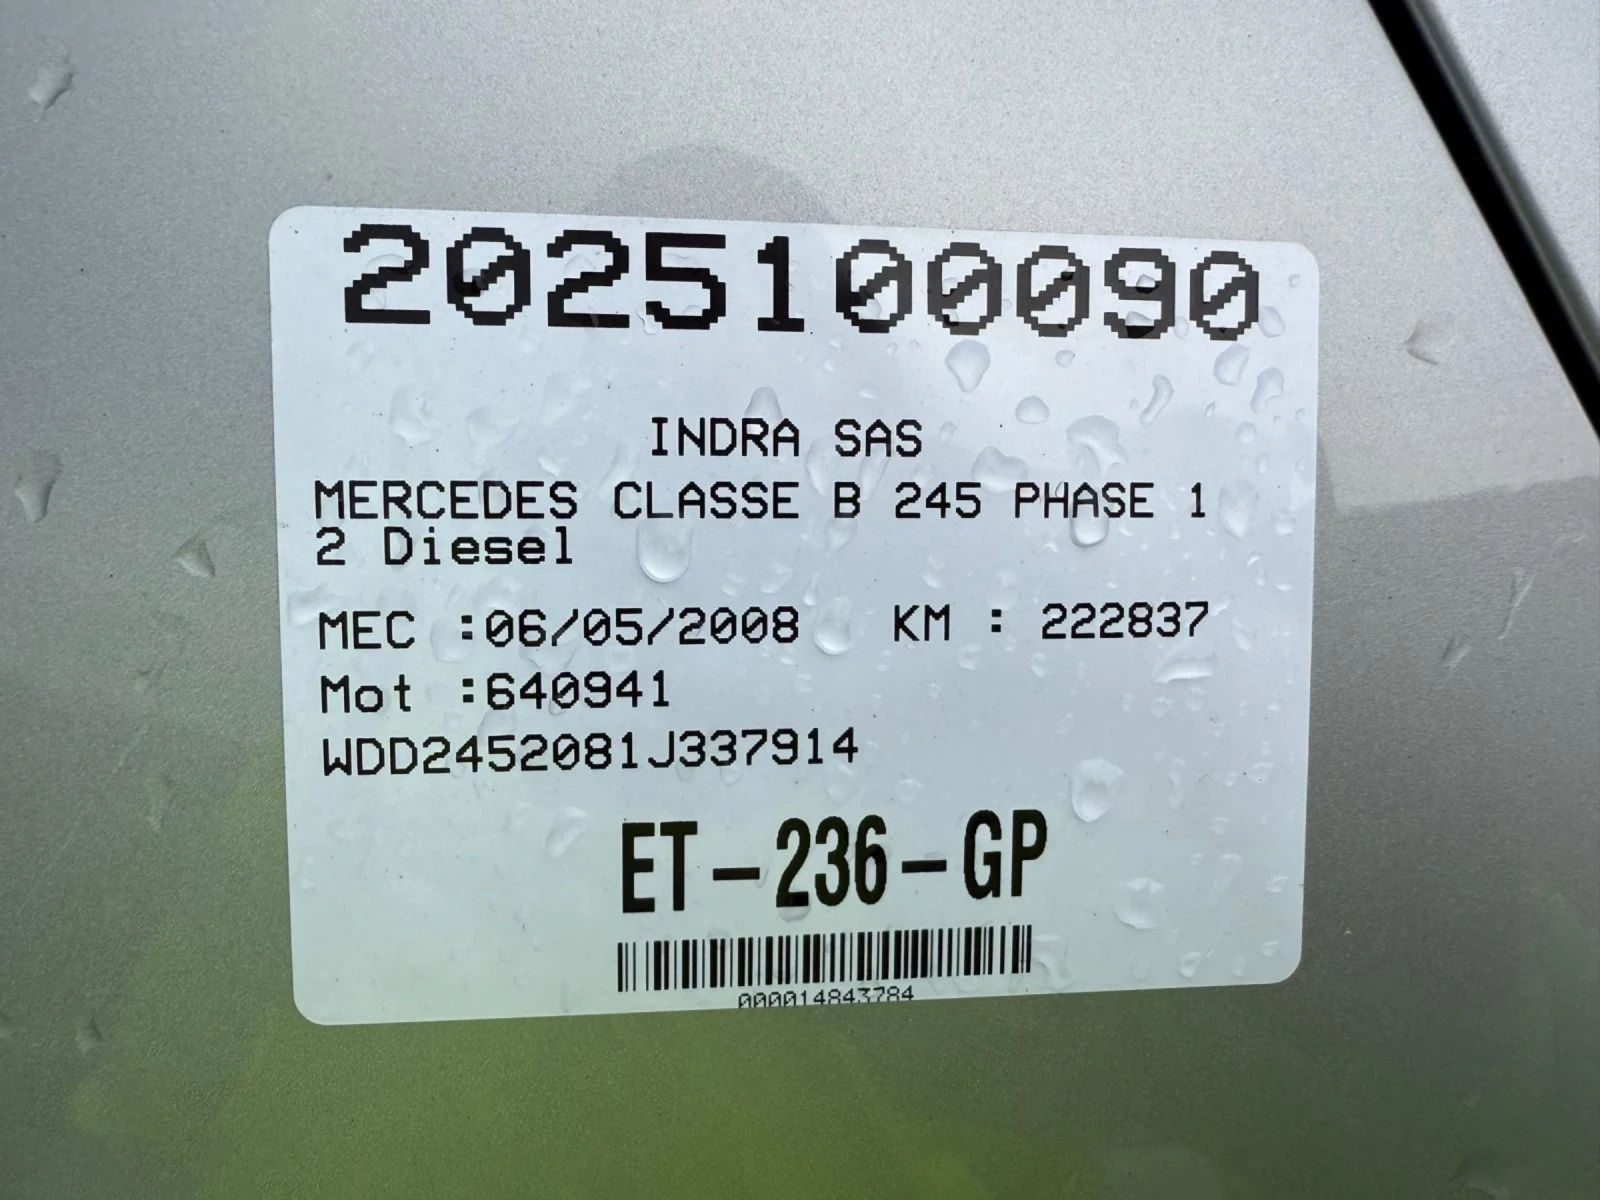 2025100090
INDRA SAS
MERCEDES CLASSE B 245 PHASE 1
2 Diesel
MEC :06/05/2008 KM : 222837
Mot :640941
WDD2452081J337914
ET-236-GP
000014843784